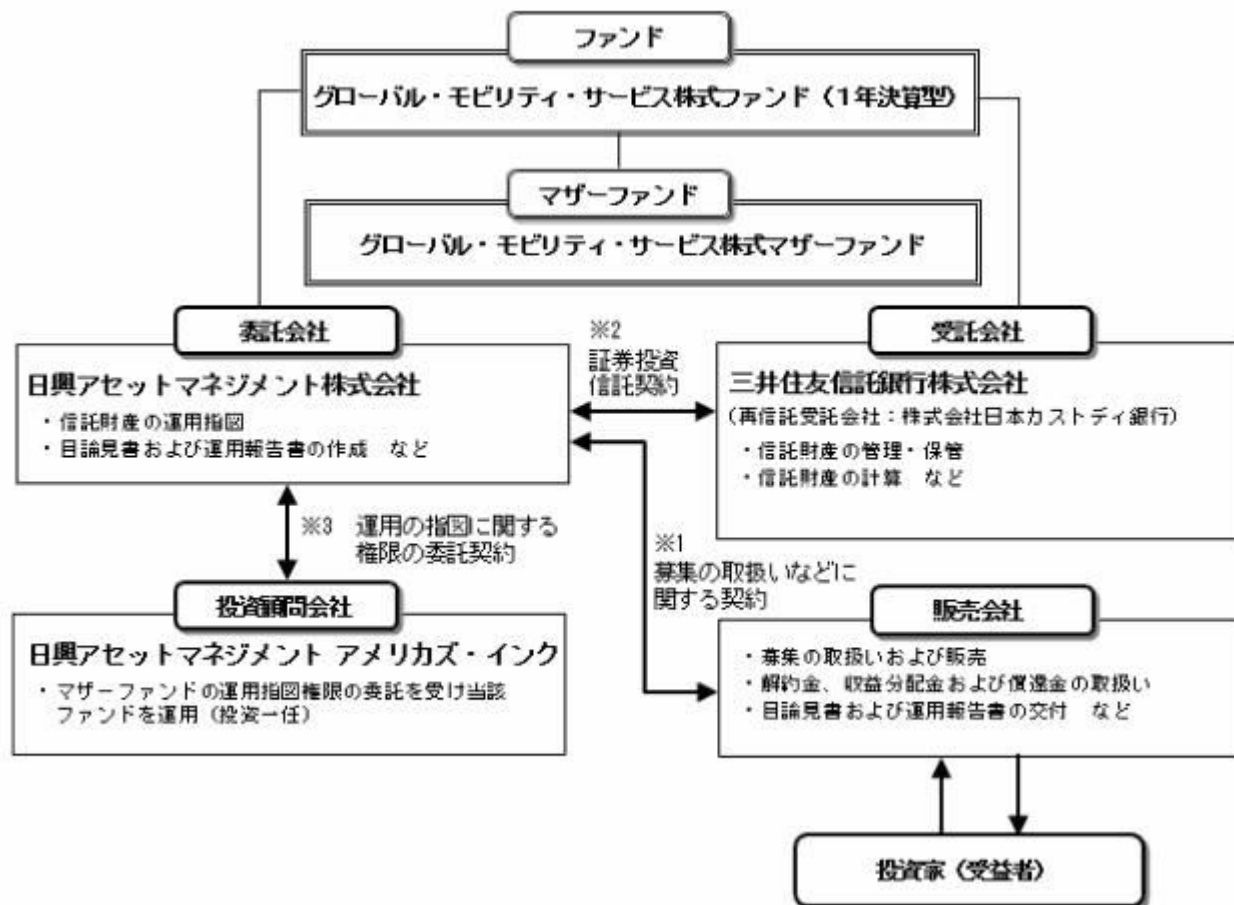 ファンド
グローバル・モビリティ・サービス株式ファンド（１年決算型）
マザーファンド
グローバル・モビリティ・サービス株式マザーファンド
委託会社
日興アセットマネジメント株式会社
・信託財産の運用指図
・目論見書および運用報告書の作成　など
※2
証券投資
信託契約
受託会社
三井住友信託銀行株式会社
（再信託受託会社：株式会社日本カストディ銀行）
・信託財産の管理・保管
・信託財産の計算　など
※3　運用の指図に関する
権限の委託契約
※1
募集の取扱いなどに
関する契約
投資顧問会社
日興アセットマネジメント アメリカズ・インク
・マザーファンドの運用指図権限の委託を受け当該
ファンドを運用（投資一任）
販売会社
・募集の取扱いおよび販売
・解約金、収益分配金および償還金の取扱い
・目論見書および運用報告書の交付　など
投資家（受益者）